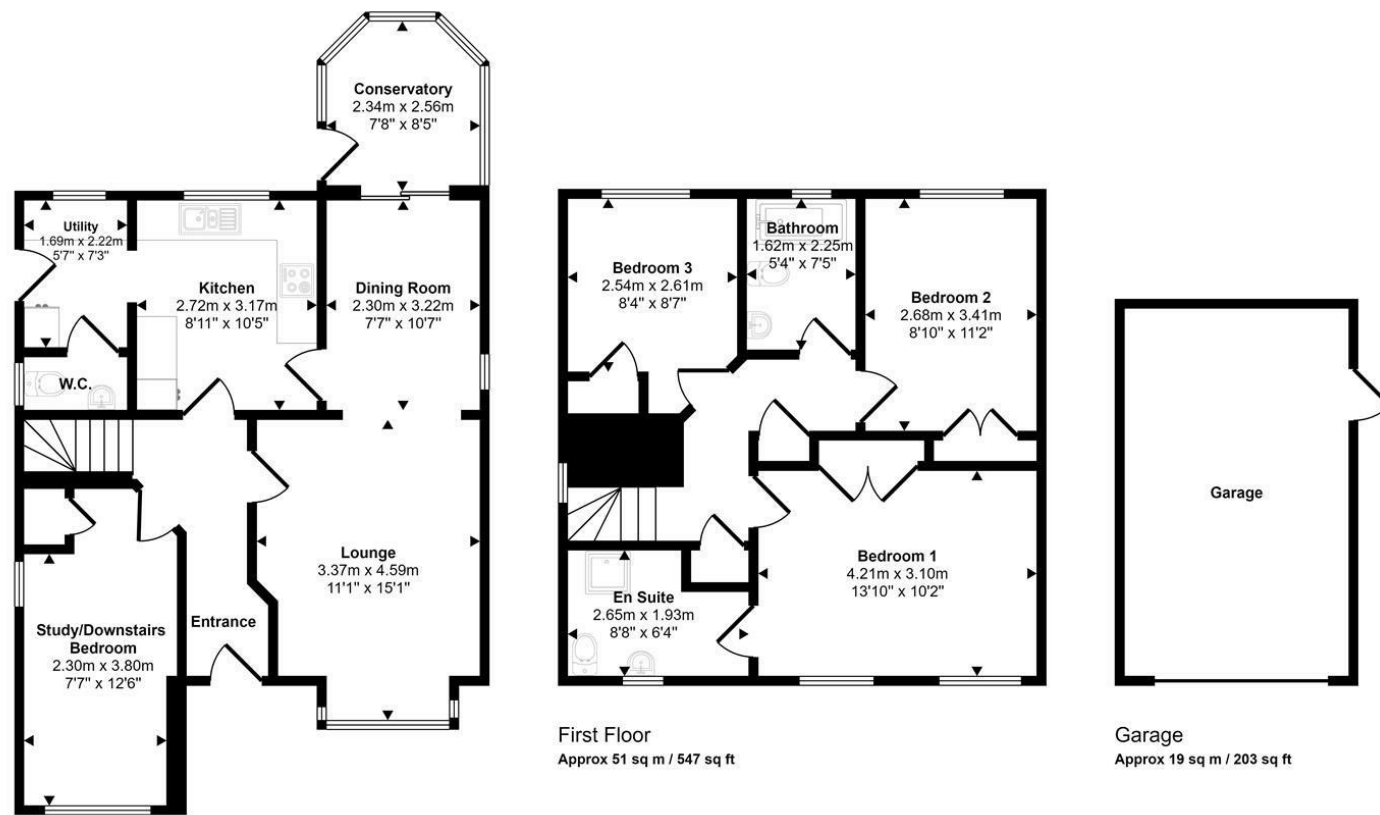 Conservatory
2.34m x 2.56m
7'8" x 8'5"
Utility
1.69m x 2.22m
5'7" x 7'3"
Kitchen
2.72m x 3.17m
8'11" x 10'5"
Dining Room
2.30m x 3.22m
7'7" x 10'7"
W.C.
Lounge
3.37m x 4.59m
11'1" x 15'1"
Entrance
Study/Downstairs
Bedroom
2.30m x 3.80m
7'7" x 12'6"
Bedroom 3
2.54m x 2.61m
8'4" x 8'7"
Bathroom
1.62m x 2.25m
5'4" x 7'5"
Bedroom 2
2.68m x 3.41m
8'10" x 11'2"
Bedroom 1
4.21m x 3.10m
13'10" x 10'2"
En Suite
2.65m x 1.93m
8'8" x 6'4"
First Floor
Approx 51 sq m / 547 sq ft
Garage
Garage
Approx 19 sq m / 203 sq ft